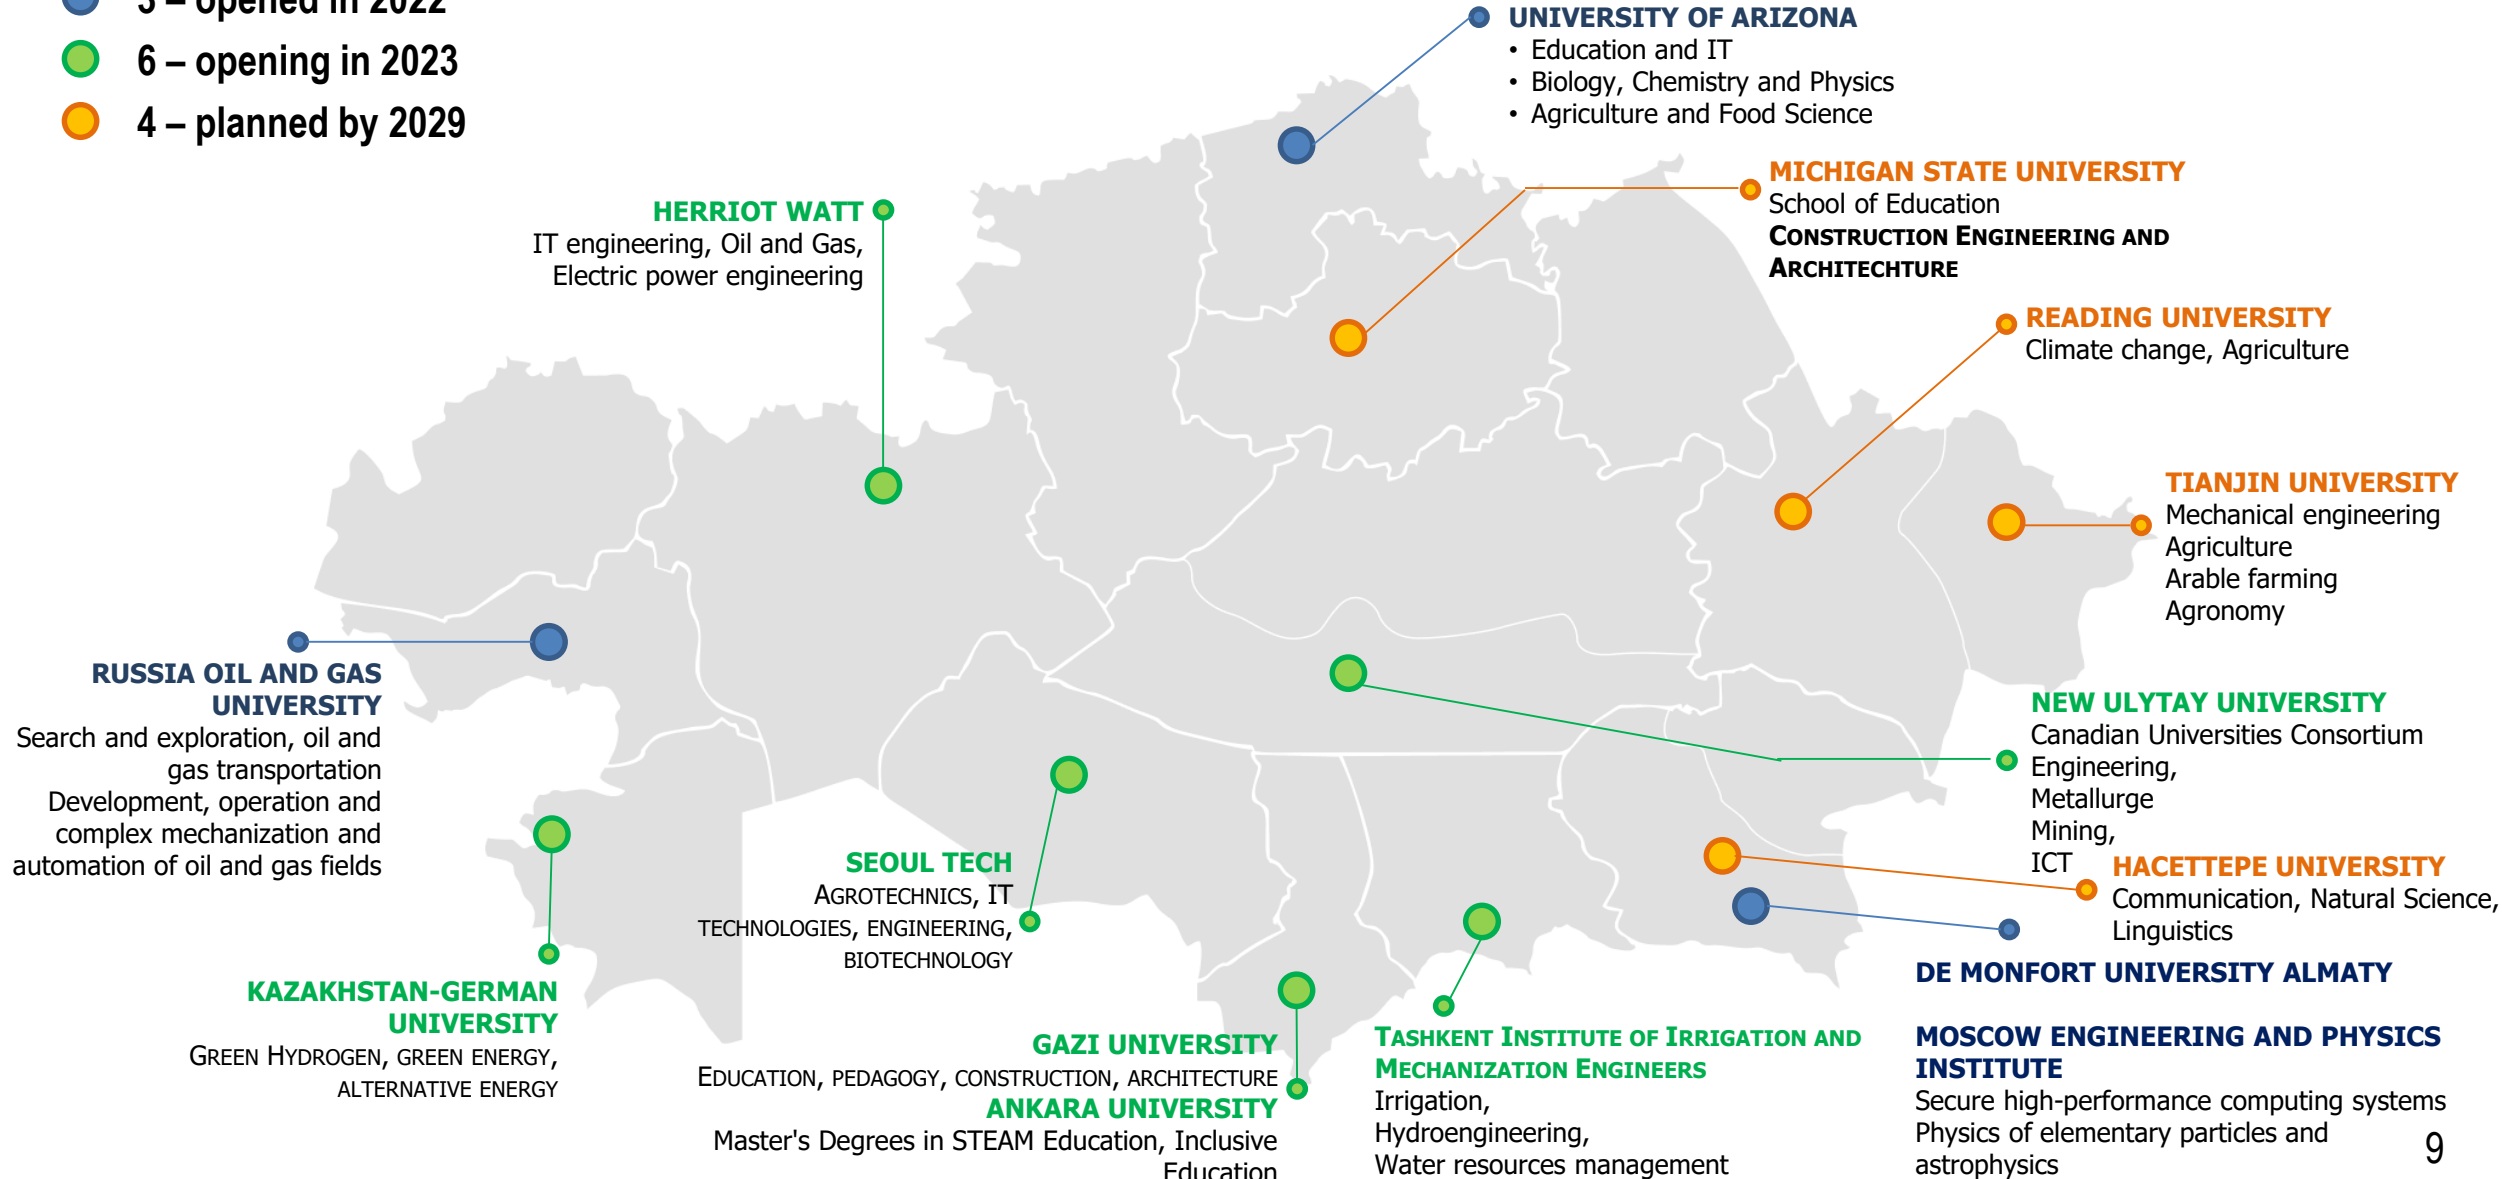 3 – opened in 2022
6 – opening in 2023
4 – planned by 2029
UNIVERSITY OF ARIZONA
• Education and IT
• Biology, Chemistry and Physics
• Agriculture and Food Science
MICHIGAN STATE UNIVERSITY
School of Education
CONSTRUCTION ENGINEERING AND
ARCHITECHTURE
HERRIOT WATT
IT engineering, Oil and Gas,
Electric power engineering
READING UNIVERSITY
Climate change, Agriculture
TIANJIN UNIVERSITY
Mechanical engineering
Agriculture
Arable farming
Agronomy
RUSSIA OIL AND GAS
UNIVERSITY
Search and exploration, oil and
gas transportation
Development, operation and
complex mechanization and
automation of oil and gas fields
NEW ULYTAY UNIVERSITY
Canadian Universities Consortium
Engineering,
Metallurge
Mining,
ICT
HACETTEPE UNIVERSITY
Communication, Natural Science,
Linguistics
SEOUL TECH
AGROTECHNICS, IT
TECHNOLOGIES, ENGINEERING,
BIOTECHNOLOGY
DE MONFORT UNIVERSITY ALMATY
MOSCOW ENGINEERING AND PHYSICS
INSTITUTE
Secure high-performance computing systems
Physics of elementary particles and
astrophysics
KAZAKHSTAN-GERMAN
UNIVERSITY
GREEN HYDROGEN, GREEN ENERGY,
ALTERNATIVE ENERGY
GAZI UNIVERSITY
EDUCATION, PEDAGOGY, CONSTRUCTION, ARCHITECTURE
ANKARA UNIVERSITY
Master's Degrees in STEAM Education, Inclusive
Education
TASHKENT INSTITUTE OF IRRIGATION AND
MECHANIZATION ENGINEERS
Irrigation,
Hydroengineering,
Water resources management
9